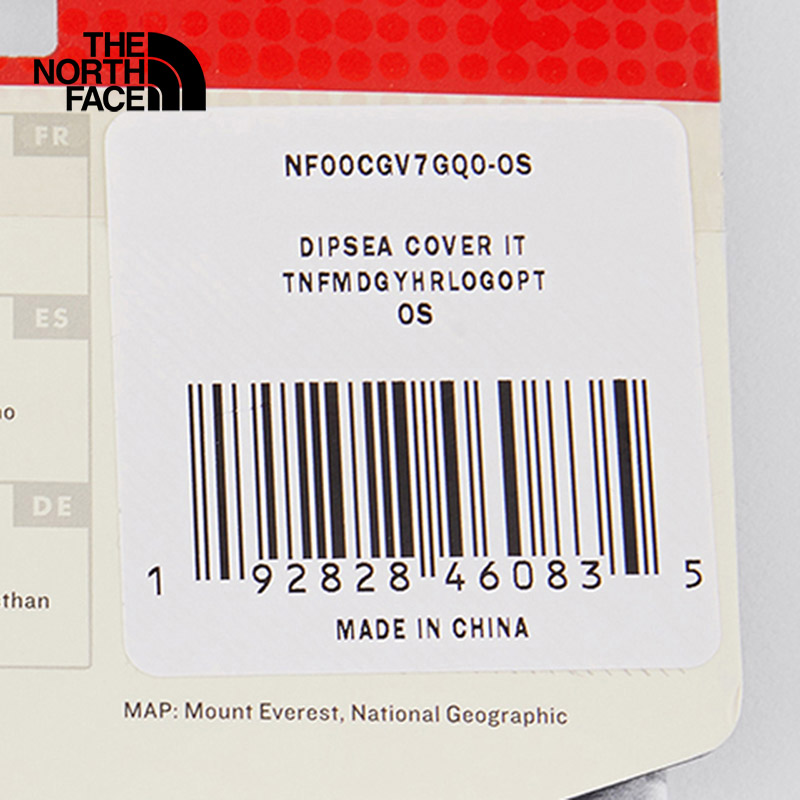 THE
NORTH
FACE
FR
NF00CGV7GQ0-OS
DIPSEA COVER IT
TNFMDGYHRLOGOPT
OS
ES
DE
1 92828 46083 5
MADE IN CHINA
MAP: Mount Everest, National Geographic